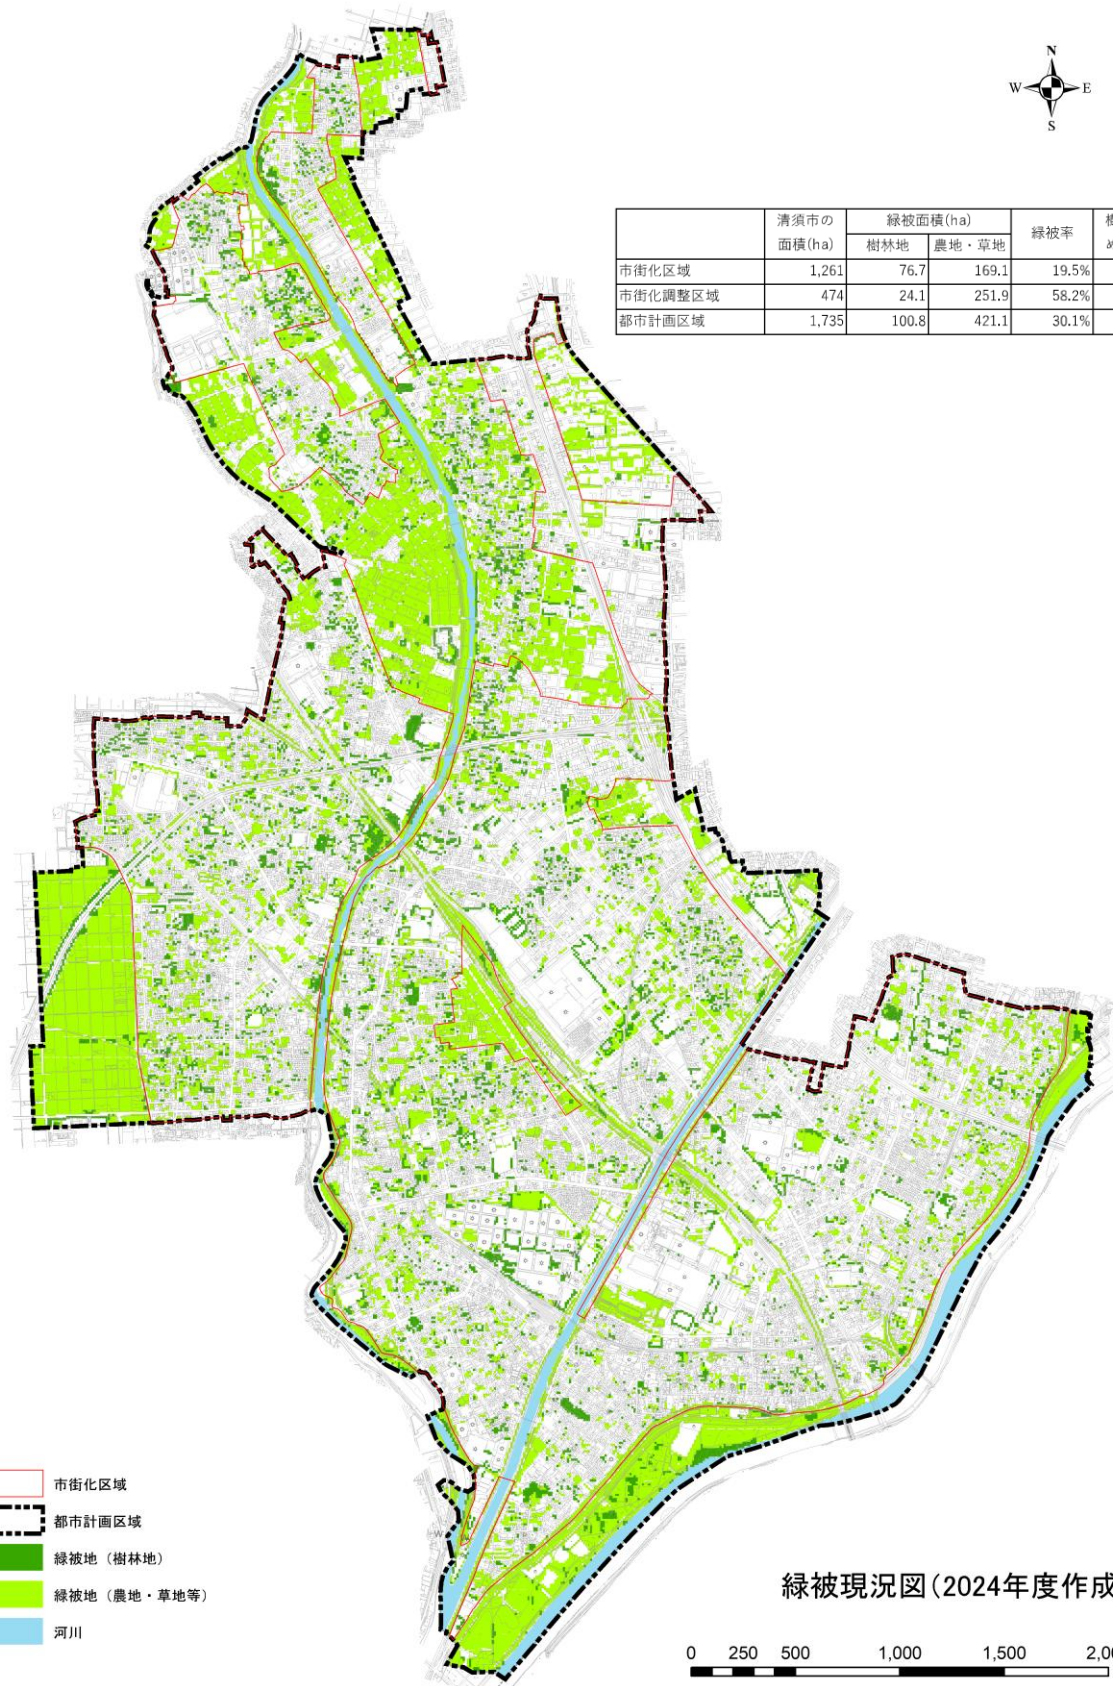 N
W E
S
清須市の 緑被面積(ha) 緑被率
面積(ha) 樹林地 農地・草地
市街化区域 1,261 76.7 169.1 19.5%
市街化調整区域 474 24.1 251.9 58.2%
都市計画区域 1,735 100.8 421.1 30.1%
市街化区域
都市計画区域
緑被地（樹林地）
緑被地（農地・草地等）
河川
緑被現況図(2024年度作成
0 250 500 1,000 1,500 2,0